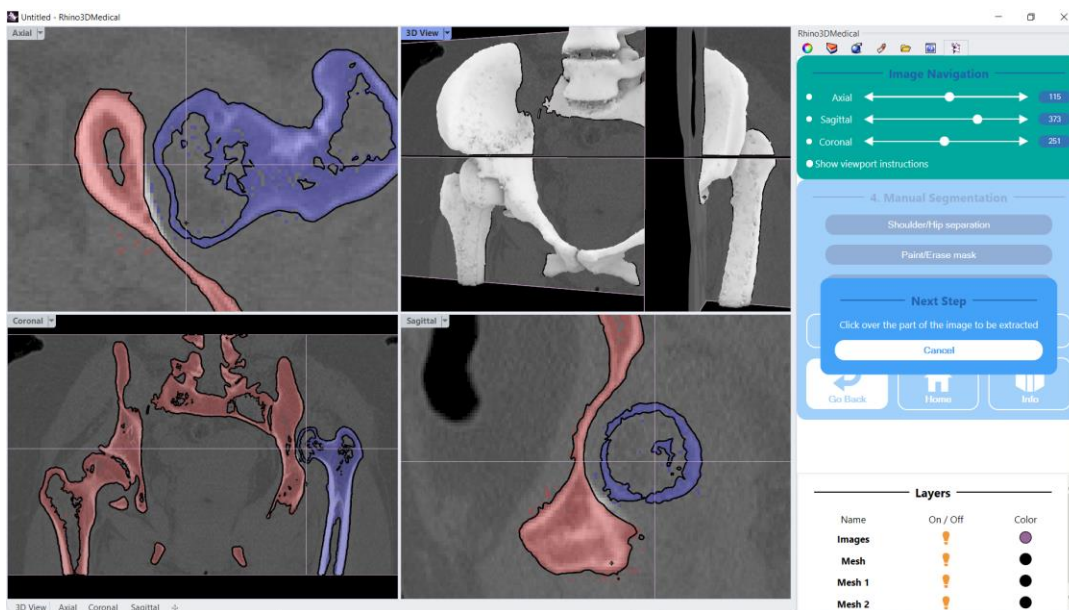 Untitled - Rhino3DMedical
Axial
3D View
Rhino3DMedical
Image Navigation
Axial 115
Sagittal 373
Coronal 251
Show viewport instructions
4. Manual Segmentation
Shoulder/Hip separation
Paint/Erase mask
Next Step
Click over the part of the image to be extracted
Cancel
Go Back Home Info
Coronal
Sagittal
Layers
Name On / Off Color
Images
Mesh
Mesh 1
Mesh 2
3D View Axial Coronal Sagittal